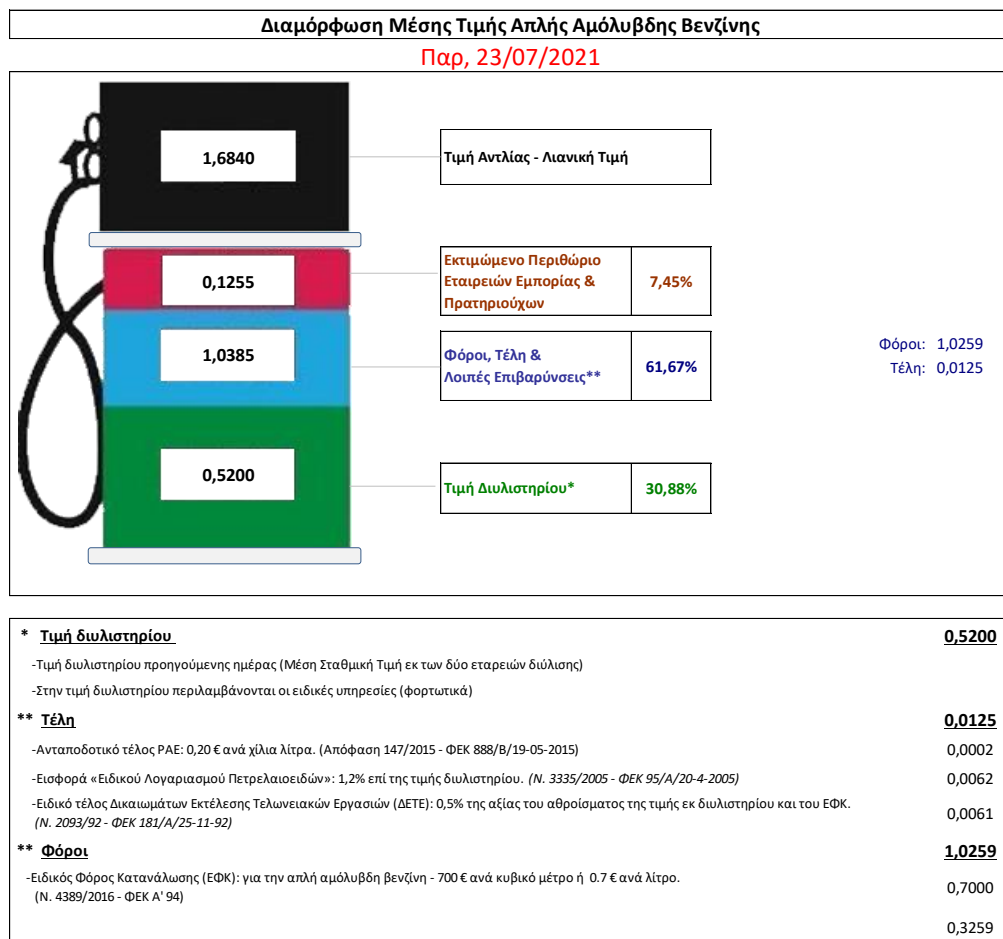 Διαμόρφωση Μέσης Τιμής Απλής Αμόλυβδης Βενζίνης
Παρ, 23/07/2021
1,6840
Τιμή Αντλίας - Λιανική Τιμή
0,1255
Εκτιμώμενο Περιθώριο
Εταιρειών Εμπορίας &
Πρατηριούχων
7,45%
1,0385
Φόροι, Τέλη &
Λοιπές Επιβαρύνσεις**
61,67%
Φόροι: 1,0259
Τέλη: 0,0125
0,5200
Τιμή Διυλιστηρίου*
30,88%
* Τιμή διυλιστηρίου 0,5200
-Τιμή διυλιστηρίου προηγούμενης ημέρας (Μέση Σταθμική Τιμή εκ των δύο εταρειών διύλισης)
-Στην τιμή διυλιστηρίου περιλαμβάνονται οι ειδικές υπηρεσίες (φορτωτικά)
** Τέλη 0,0125
-Ανταποδοτικό τέλος ΡΑΕ: 0,20 € ανά χίλια λίτρα. (Απόφαση 147/2015 - ΦΕΚ 888/Β/19-05-2015) 0,0002
-Εισφορά «Ειδικού Λογαριασμού Πετρελαιοειδών»: 1,2% επί της τιμής διυλιστηρίου. (Ν. 3335/2005 - ΦΕΚ 95/Α/20-4-2005) 0,0062
-Ειδικό τέλος Δικαιωμάτων Εκτέλεσης Τελωνειακών Εργασιών (ΔΕΤΕ): 0,5% της αξίας του αθροίσματος της τιμής εκ διυλιστηρίου και του ΕΦΚ.
(Ν. 2093/92 - ΦΕΚ 181/Α/25-11-92) 0,0061
** Φόροι 1,0259
-Ειδικός Φόρος Κατανάλωσης (ΕΦΚ): για την απλή αμόλυβδη βενζίνη - 700 € ανά κυβικό μέτρο ή 0.7 € ανά λίτρο.
(Ν. 4389/2016 - ΦΕΚ Α' 94) 0,7000
0,3259